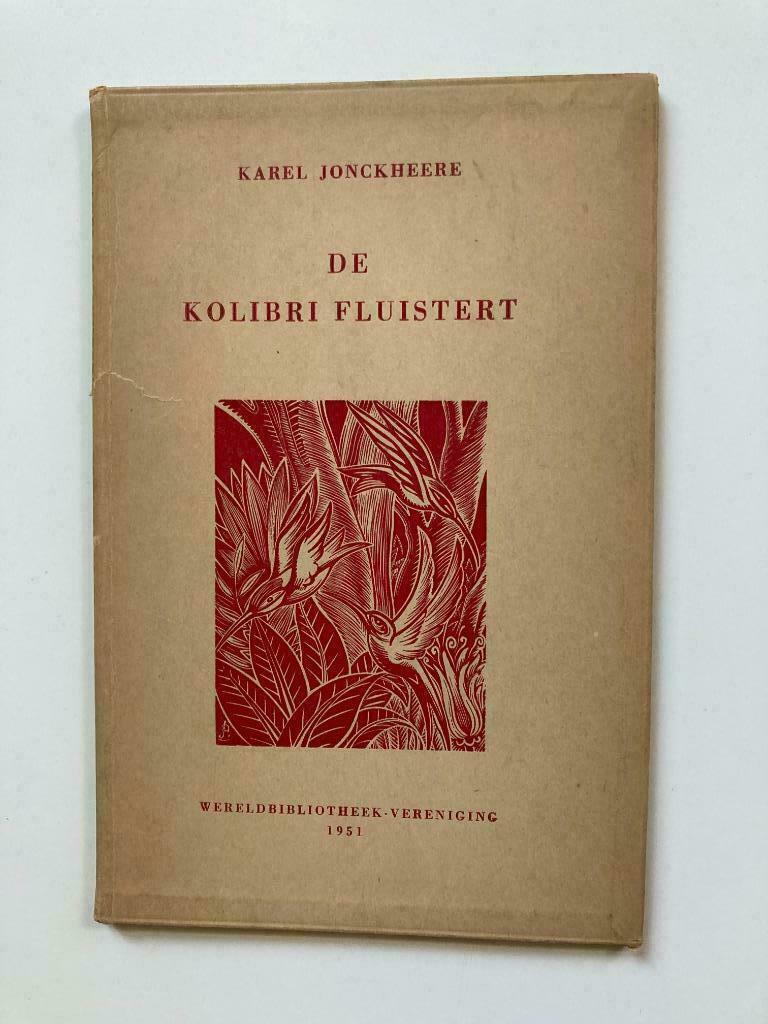 KAREL JONCKHEERE
DE
KOLIBRI FLUISTERT
WERELDBIBLIOTHEEK-VERENIGING
1951